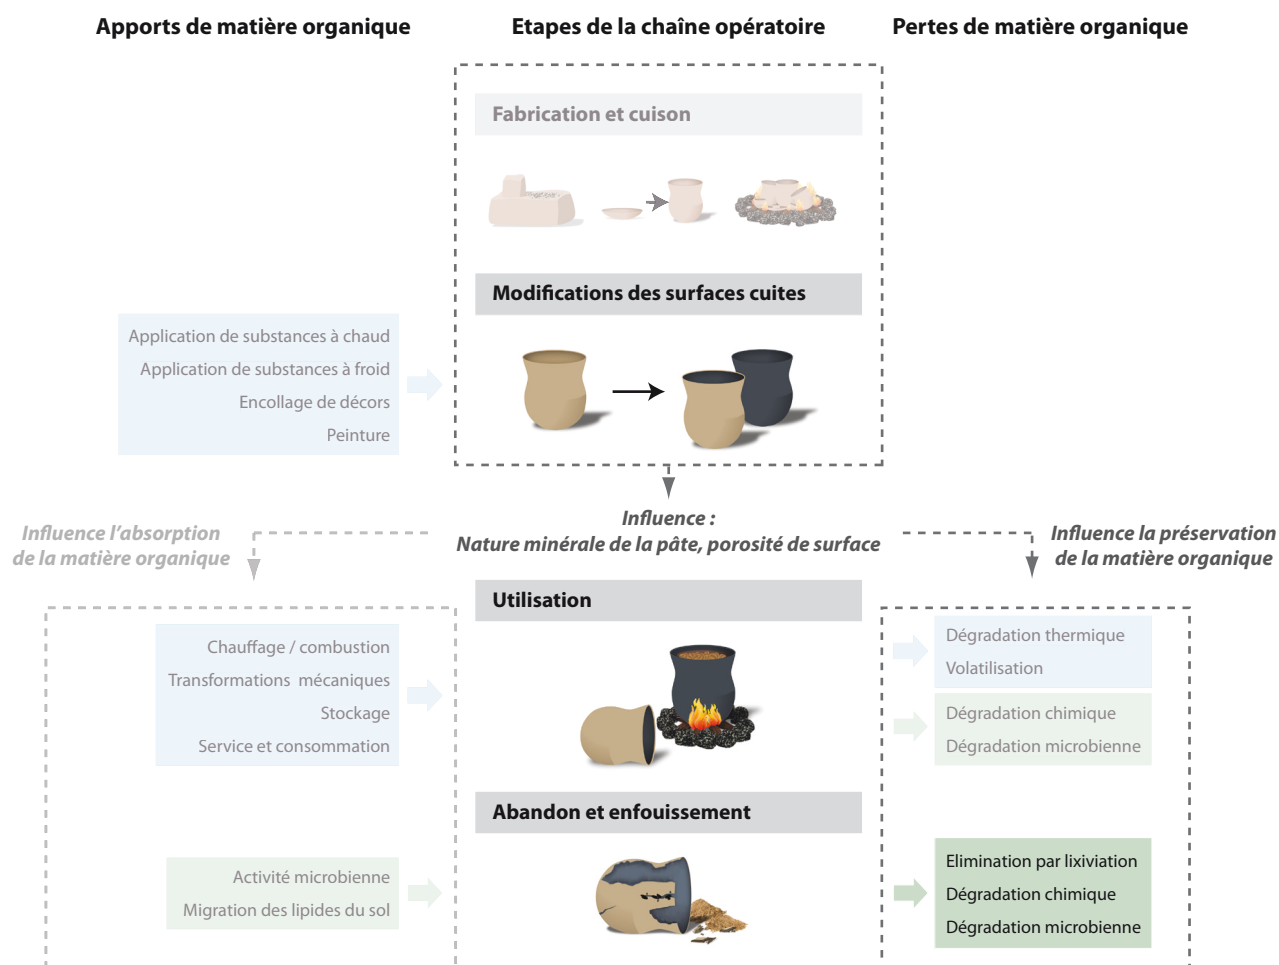 Apports de matière organique
Etapes de la chaîne opératoire
Pertes de matière organique
Fabrication et cuison
Modifications des surfaces cuites
Application de substances à chaud
Application de substances à froid
Encollage de décors
Peinture
Influence l'absorption
de la matière organique
Influence :
Nature minérale de la pâte, porosité de surface
Influence la préservation
de la matière organique
Utilisation
Chauffage / combustion
Transformations mécaniques
Stockage
Service et consommation
Dégradation thermique
Volatilisation
Dégradation chimique
Dégradation microbienne
Abandon et enfouissement
Activité microbienne
Migration des lipides du sol
Elimination par lixiviation
Dégradation chimique
Dégradation microbienne